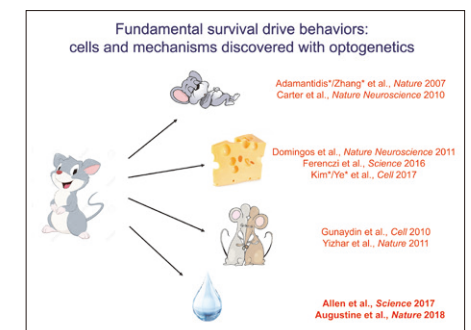 Fundamental survival drive behaviors:
cells and mechanisms discovered with optogenetics
Adamantidis*/Zhang* et al., Nature 2007
Carter et al., Nature Neuroscience 2010
Domingos et al., Nature Neuroscience 2011
Ferenczi et al., Science 2016
Kim*/Ye* et al., Cell 2017
Gunaydin et al., Cell 2010
Yizhar et al., Nature 2011
Allen et al., Science 2017
Augustine et al., Nature 2018